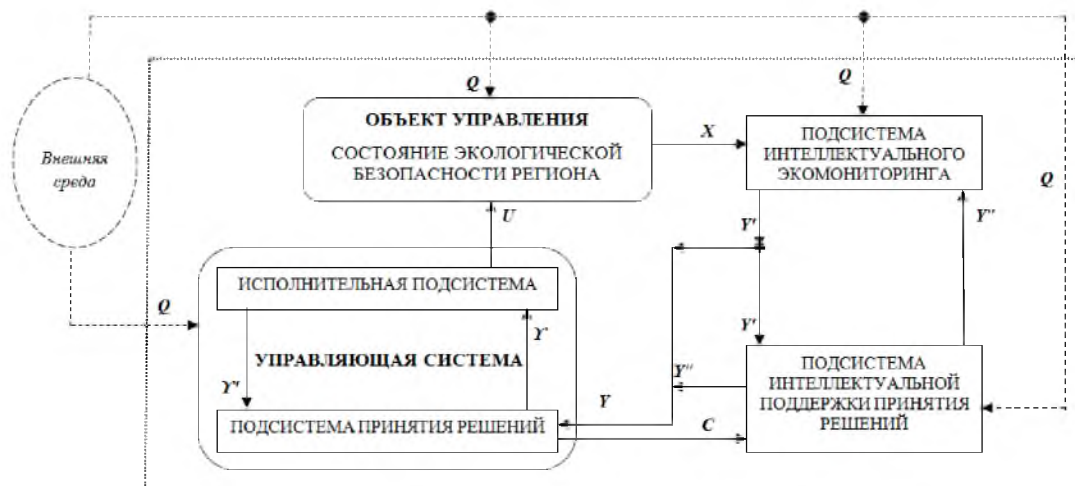 Q
Q
ОБЪЕКТ УПРАВЛЕНИЯ
СОСТОЯНИЕ ЭКОЛОГИЧЕСКОЙ
БЕЗОПАСНОСТИ РЕГИОНА
X
ПОДСИСТЕМА
ИНТЕЛЛЕКТУАЛЬНОГО
ЭКОМОНИТОРИНГА
Внешняя
среда
Q
U
Y'
Y''
ИСПОЛНИТЕЛЬНАЯ ПОДСИСТЕМА
Q
Y
Y'
УПРАВЛЯЮЩАЯ СИСТЕМА
Y'
Y''
ПОДСИСТЕМА
ИНТЕЛЛЕКТУАЛЬНОЙ
ПОДДЕРЖКИ ПРИНЯТИЯ
РЕШЕНИЙ
Y
ПОДСИСТЕМА ПРИНЯТИЯ РЕШЕНИЙ
C